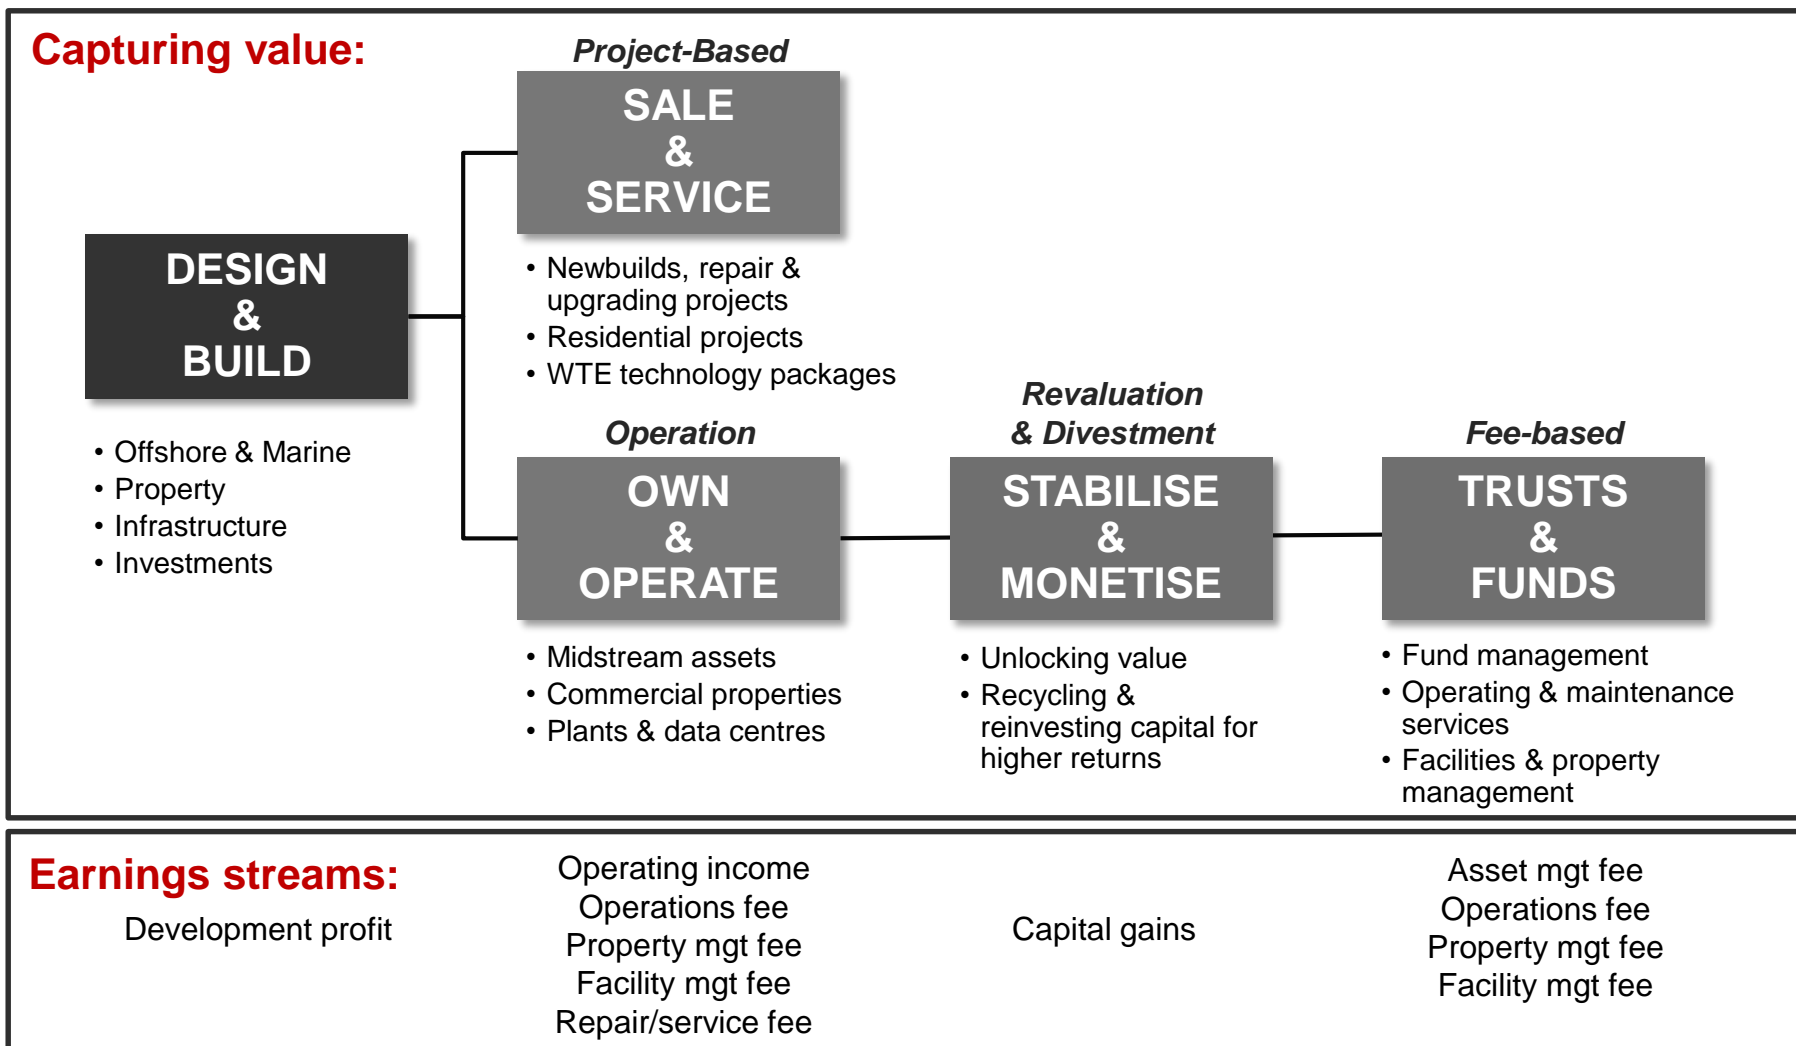 Capturing value:
Project-Based
SALE
&
SERVICE
• Newbuilds, repair &
upgrading projects
• Residential projects
• WTE technology packages
DESIGN
&
BUILD
• Offshore & Marine
• Property
• Infrastructure
• Investments
Operation
OWN
&
OPERATE
• Midstream assets
• Commercial properties
• Plants & data centres
Revaluation
& Divestment
STABILISE
&
MONETISE
• Unlocking value
• Recycling &
reinvesting capital for
higher returns
Fee-based
TRUSTS
&
FUNDS
• Fund management
• Operating & maintenance
services
• Facilities & property
management
Earnings streams:
Development profit
Operating income
Operations fee
Property mgt fee
Facility mgt fee
Repair/service fee
Capital gains
Asset mgt fee
Operations fee
Property mgt fee
Facility mgt fee